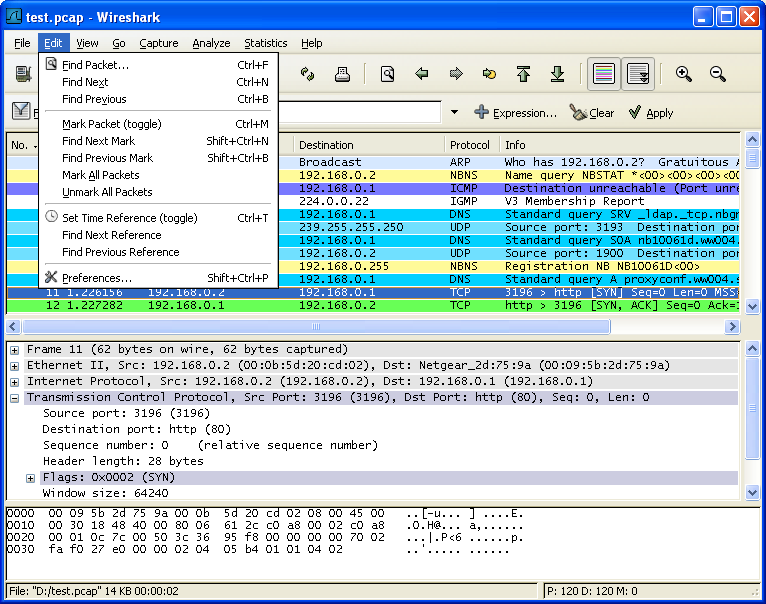 test.pcap - Wireshark
File Edit View Go Capture Analyze Statistics Help
Find Packet... Ctrl+F
Find Next Ctrl+N
Find Previous Ctrl+B
Mark Packet (toggle) Ctrl+M
Find Next Mark Shift+Ctrl+N
Find Previous Mark Shift+Ctrl+B
Mark All Packets
Unmark All Packets
Set Time Reference (toggle) Ctrl+T
Find Next Reference
Find Previous Reference
Preferences... Shift+Ctrl+P
Expression... Clear Apply
No. Destination Protocol Info
Broadcast ARP Who has 192.168.0.2? Gratuitous A
192.168.0.2 NBNS Name query NBSTAT *<00><00><00><0
192.168.0.1 ICMP Destination unreachable (Port unre
224.0.0.22 IGMP V3 Membership Report
192.168.0.1 DNS Standard query SRV _ldap._tcp.nbgm
239.255.255.250 UDP Source port: 3193 Destination por
192.168.0.1 DNS Standard query SOA nb10061d.ww004.
192.168.0.2 UDP Source port: 1900 Destination por
192.168.0.255 NBNS Registration NB NB10061D<00>
192.168.0.1 DNS Standard query A proxyconf.ww004.s
11 1.226156 192.168.0.2 192.168.0.1 TCP 3196 > http [SYN] Seq=0 Len=0 MSS=
12 1.227282 192.168.0.1 192.168.0.2 TCP http > 3196 [SYN, ACK] Seq=0 Ack=1
Frame 11 (62 bytes on wire, 62 bytes captured)
Ethernet II, Src: 192.168.0.2 (00:0b:5d:20:cd:02), Dst: Netgear_2d:75:9a (00:09:5b:2d:75:9a)
Internet Protocol, Src: 192.168.0.2 (192.168.0.2), Dst: 192.168.0.1 (192.168.0.1)
Transmission Control Protocol, Src Port: 3196 (3196), Dst Port: http (80), Seq: 0, Len: 0
Source port: 3196 (3196)
Destination port: http (80)
Sequence number: 0 (relative sequence number)
Header length: 28 bytes
Flags: 0x0002 (SYN)
Window size: 64240
0000 00 09 5b 2d 75 9a 00 0b 5d 20 cd 02 08 00 45 00 ..[-u... ] ....E.
0010 00 30 18 48 40 00 80 06 61 2c c0 a8 00 02 c0 a8 .0.H@... a,......
0020 00 01 0c 7c 00 50 3c 36 95 f8 00 00 00 00 70 02 ...|.P<6 ......p.
0030 fa f0 27 e0 00 00 02 04 05 b4 01 01 04 02 ..'..... ......
File: "D:/test.pcap" 14 KB 00:00:02 P: 120 D: 120 M: 0